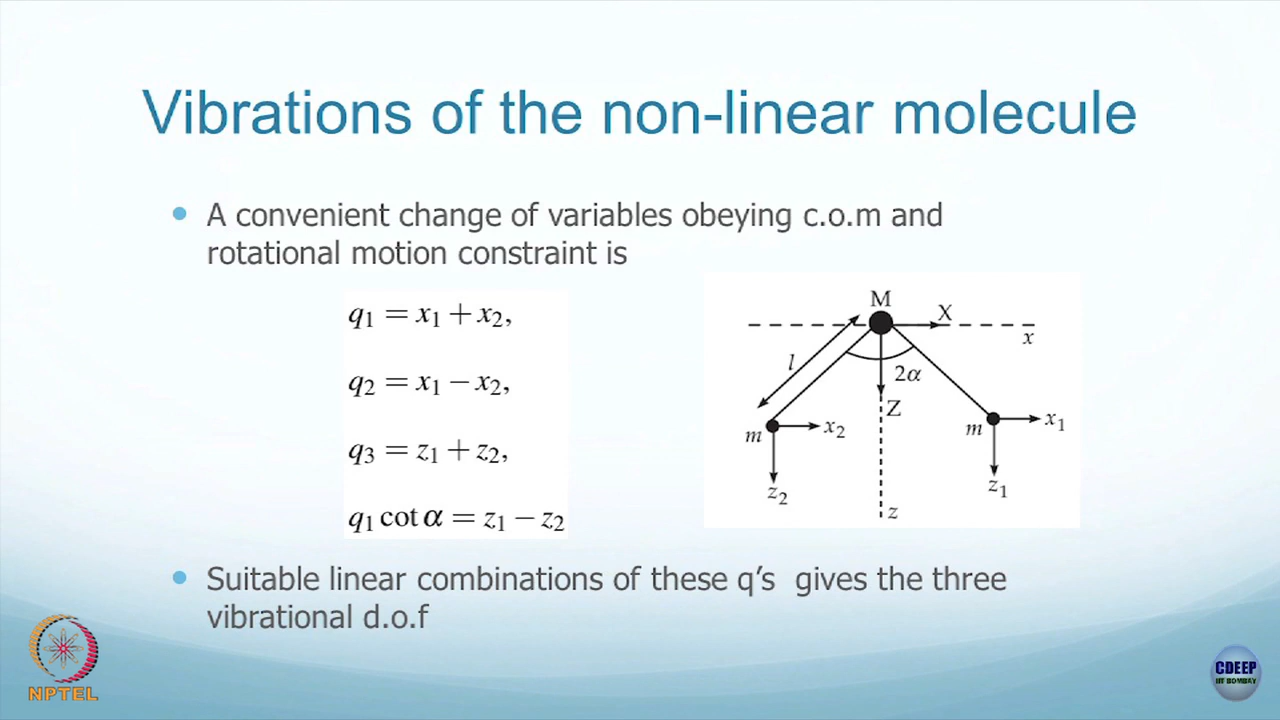 Vibrations of the non-linear molecule
A convenient change of variables obeying c.o.m and
rotational motion constraint is
q₁ = x₁ + x₂,
q₂ = x₁ − x₂,
q₃ = z₁ + z₂,
q₁ cot α = z₁ − z₂
M
X
x
l
2α
Z
m
x₂
m
x₁
z₂
z₁
z
Suitable linear combinations of these q’s gives the three
vibrational d.o.f
NPTEL
CDEEP
IIT BOMBAY